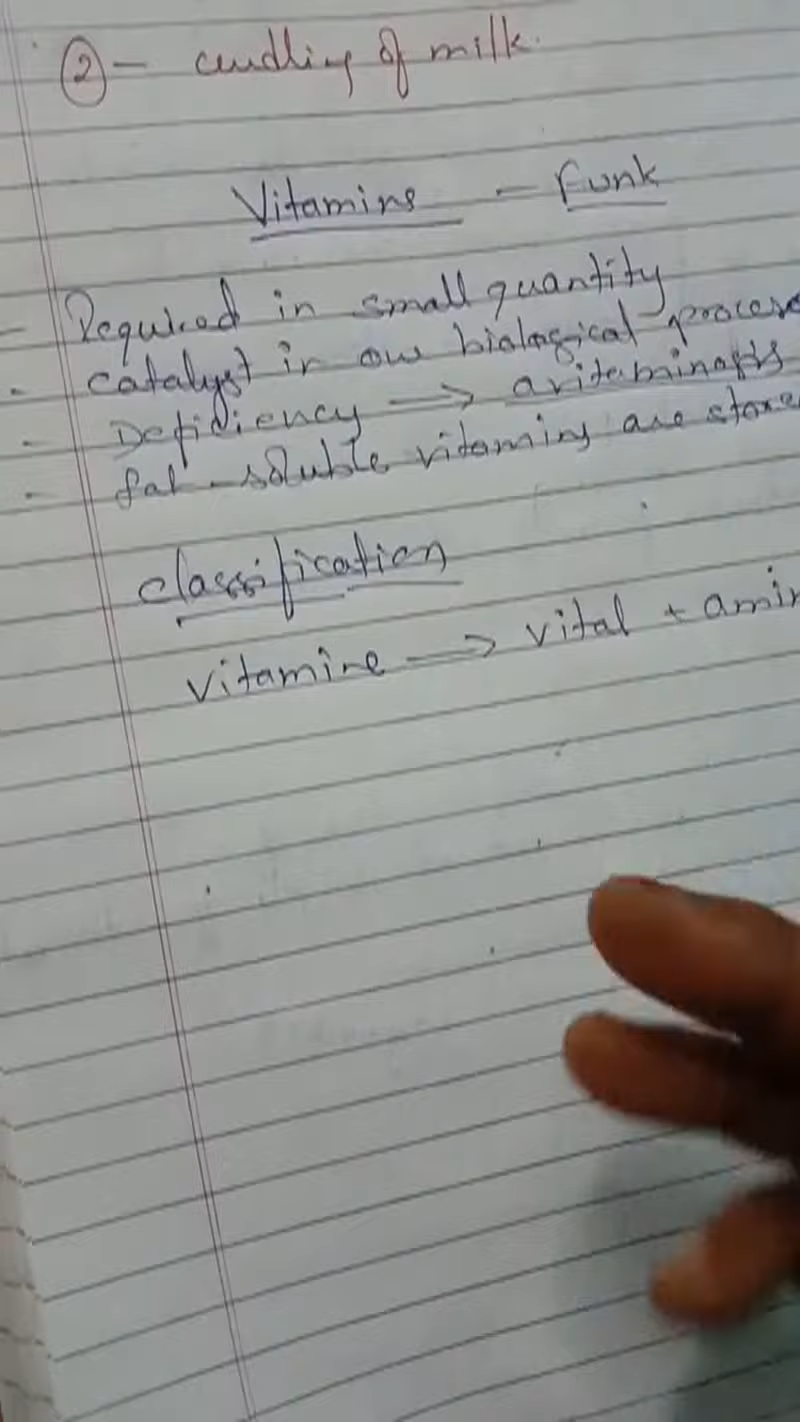 ② - curdling of milk.
Vitamins - Funk
- Required in small quantity
- catalyst in our biological process
- Deficiency → avitaminosis
- fat-soluble vitamins are store
classification
vitamine → vital + amin